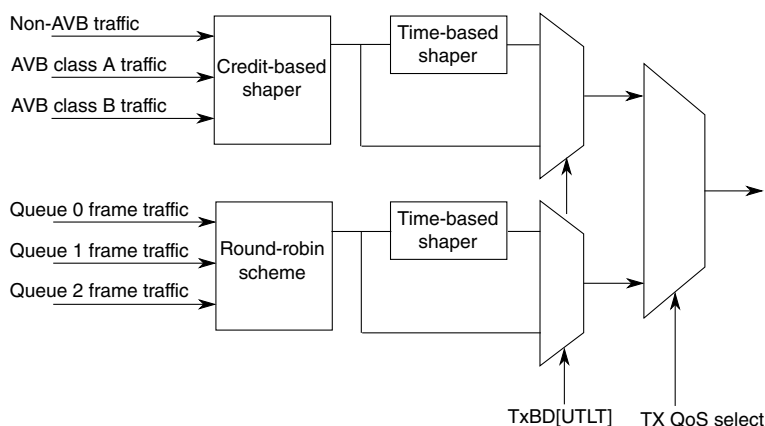 Non-AVB traffic
AVB class A traffic
AVB class B traffic
Credit-based
shaper
Time-based
shaper
Queue 0 frame traffic
Queue 1 frame traffic
Queue 2 frame traffic
Round-robin
scheme
Time-based
shaper
TxBD[UTLT]
TX QoS select